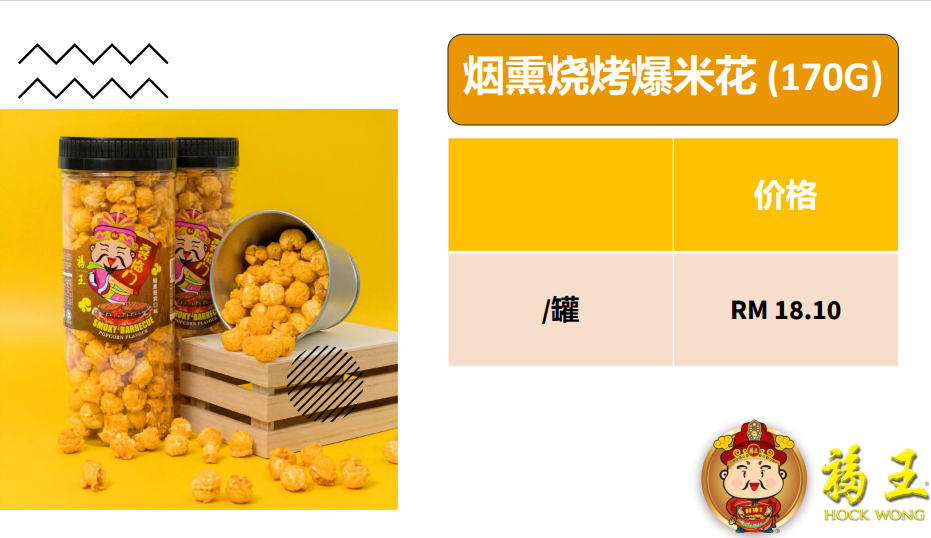 烟熏烧烤爆米花 (170G)
价格
/罐
RM 18.10
福
王
SMOKY BARBECUE
POPCORN FLAVOUR
福王
HOCK WONG